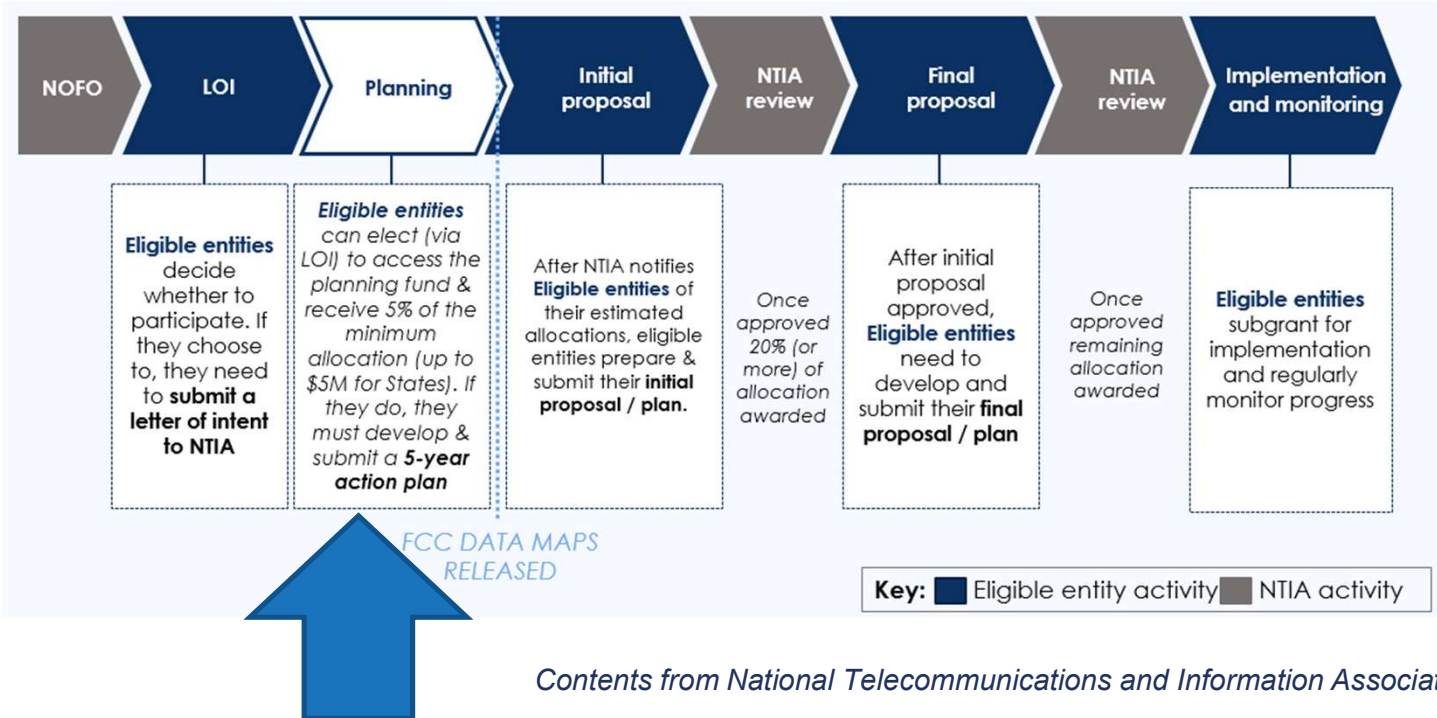 NOFO
LOI
Planning
Initial
proposal
NTIA
review
Final
proposal
NTIA
review
Implementation
and monitoring
Eligible entities
decide
whether to
participate. If
they choose
to, they need
to submit a
letter of intent
to NTIA
Eligible entities
can elect (via
LOI) to access the
planning fund &
receive 5% of the
minimum
allocation (up to
$5M for States). If
they do, they
must develop &
submit a 5-year
action plan
After NTIA notifies
Eligible entities of
their estimated
allocations, eligible
entities prepare &
submit their initial
proposal / plan.
Once
approved
20% (or
more) of
allocation
awarded
After initial
proposal
approved,
Eligible entities
need to
develop and
submit their final
proposal / plan
Once
approved
remaining
allocation
awarded
Eligible entities
subgrant for
implementation
and regularly
monitor progress
FCC DATA MAPS
RELEASED
Key: Eligible entity activity NTIA activity
Contents from National Telecommunications and Information